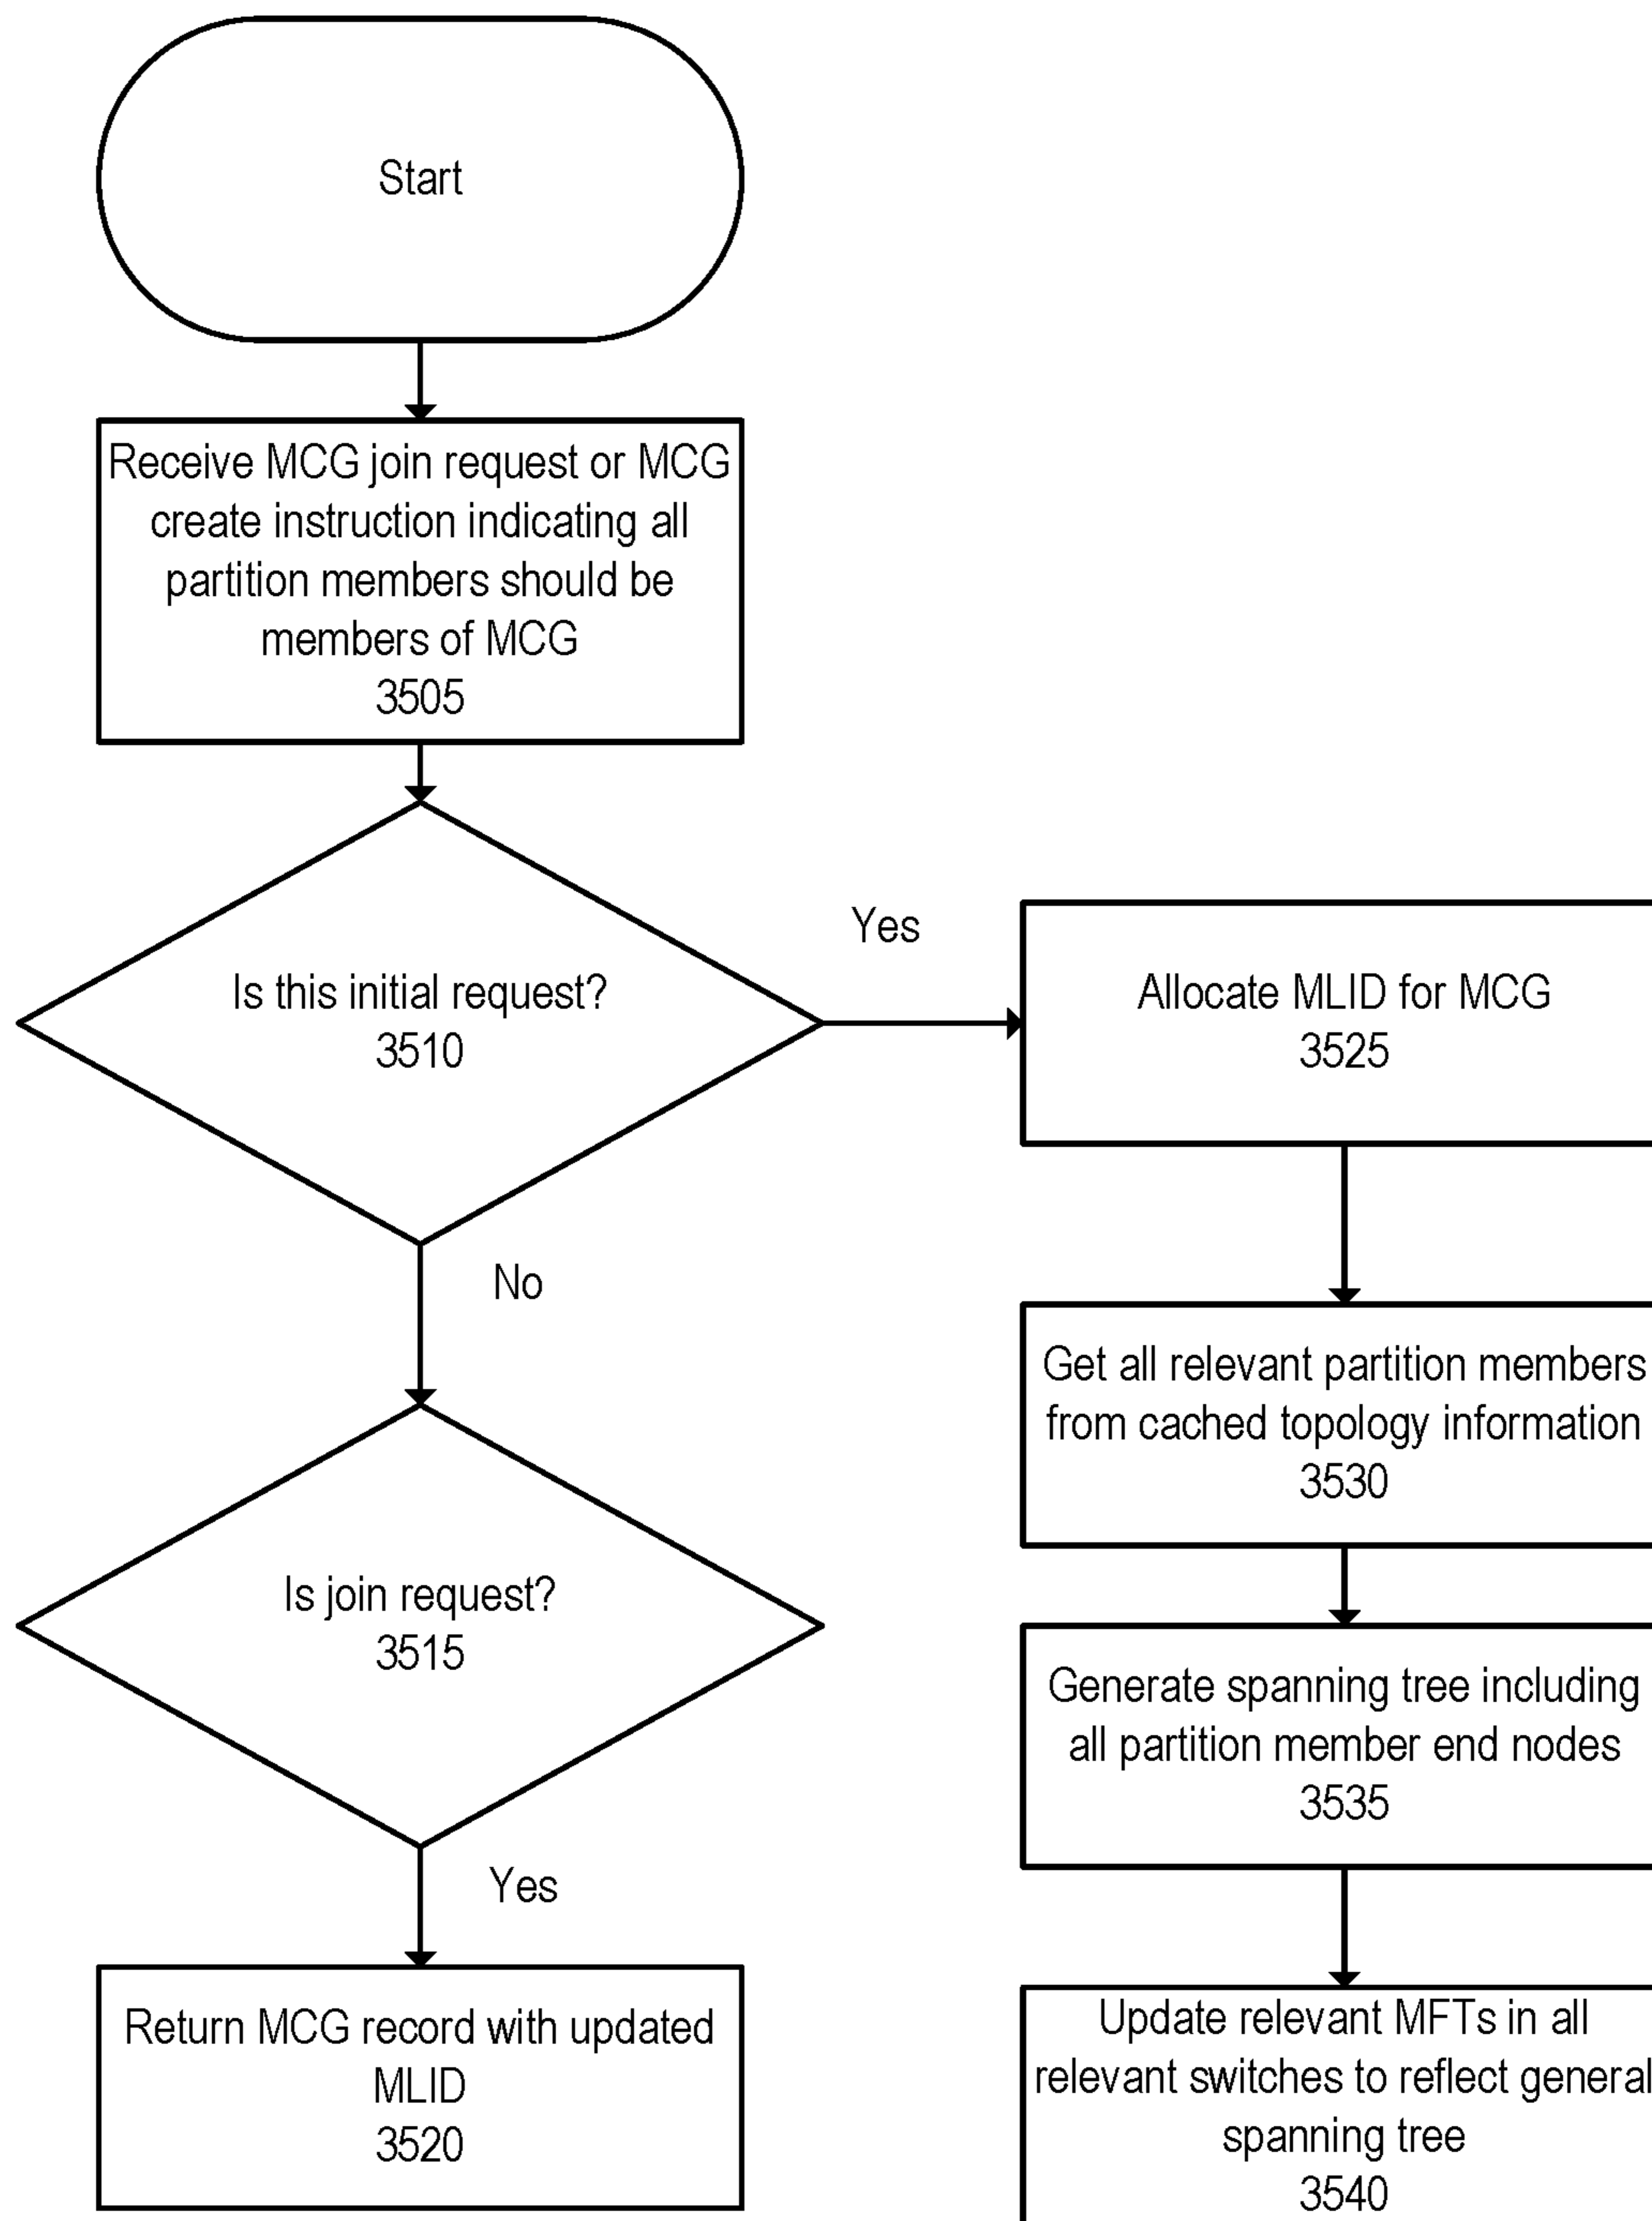 Start
Receive MCG join request or MCG
create instruction indicating all
partition members should be
members of MCG
3505
Is this initial request?
3510
Yes
No
Is join request?
3515
Yes
Return MCG record with updated
MLID
3520
Allocate MLID for MCG
3525
Get all relevant partition members
from cached topology information
3530
Generate spanning tree including
all partition member end nodes
3535
Update relevant MFTs in all
relevant switches to reflect general
spanning tree
3540